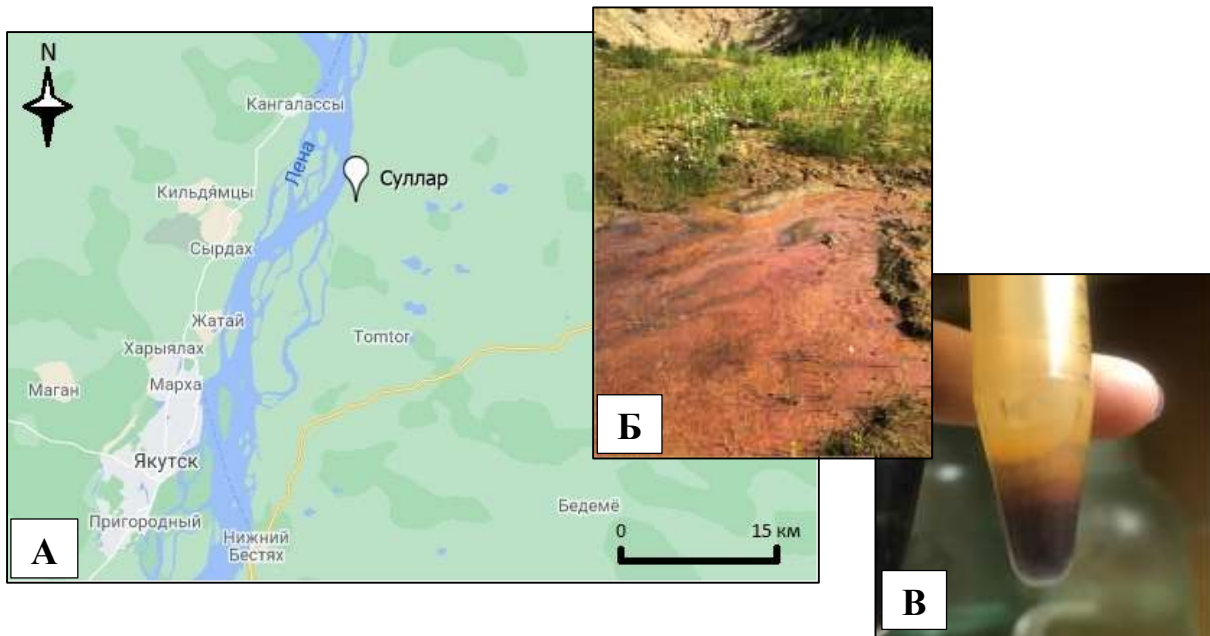 N
Кангалассы
Лена
Суллар
Кильдямцы
Сырдах
Жатай
Tomtor
Харыялах
Маган
Марха
Якутск
Бедемё
Пригородный
0 15 км
Нижний
Бестях
А
Б
В